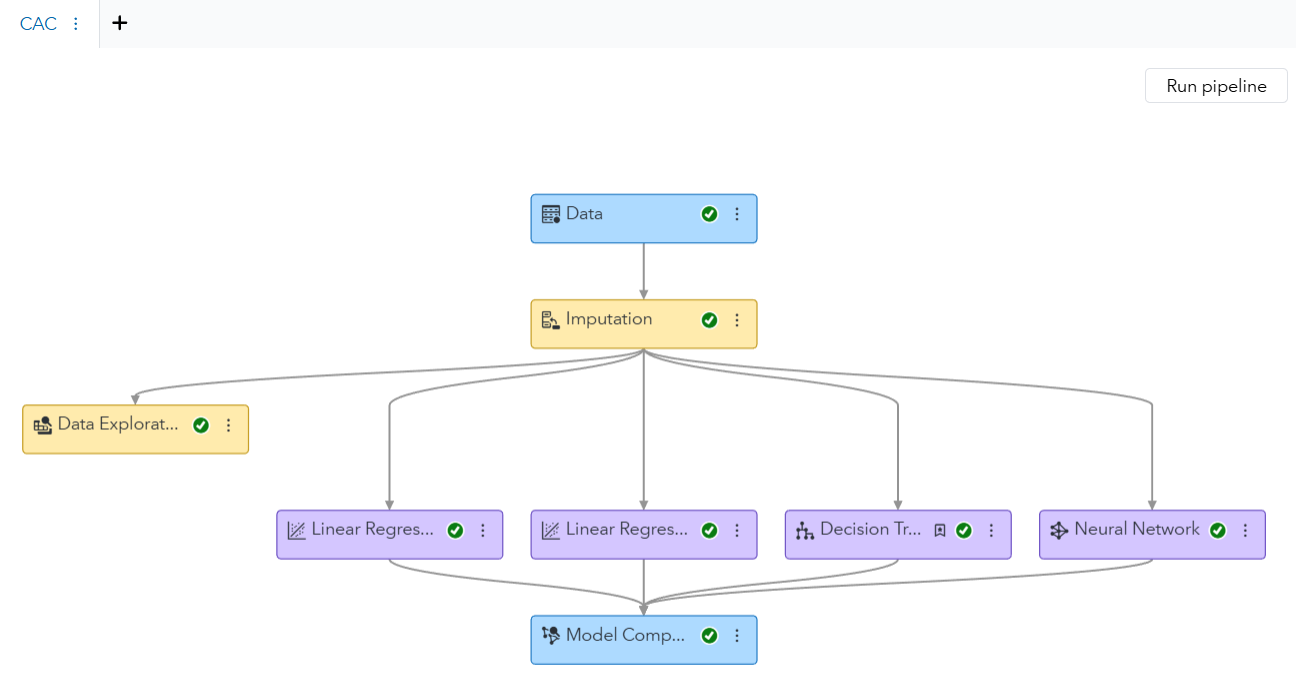 CAC
Run pipeline
Data
Imputation
Data Explorat...
Linear Regres...
Linear Regres...
Decision Tr...
Neural Network
Model Comp...